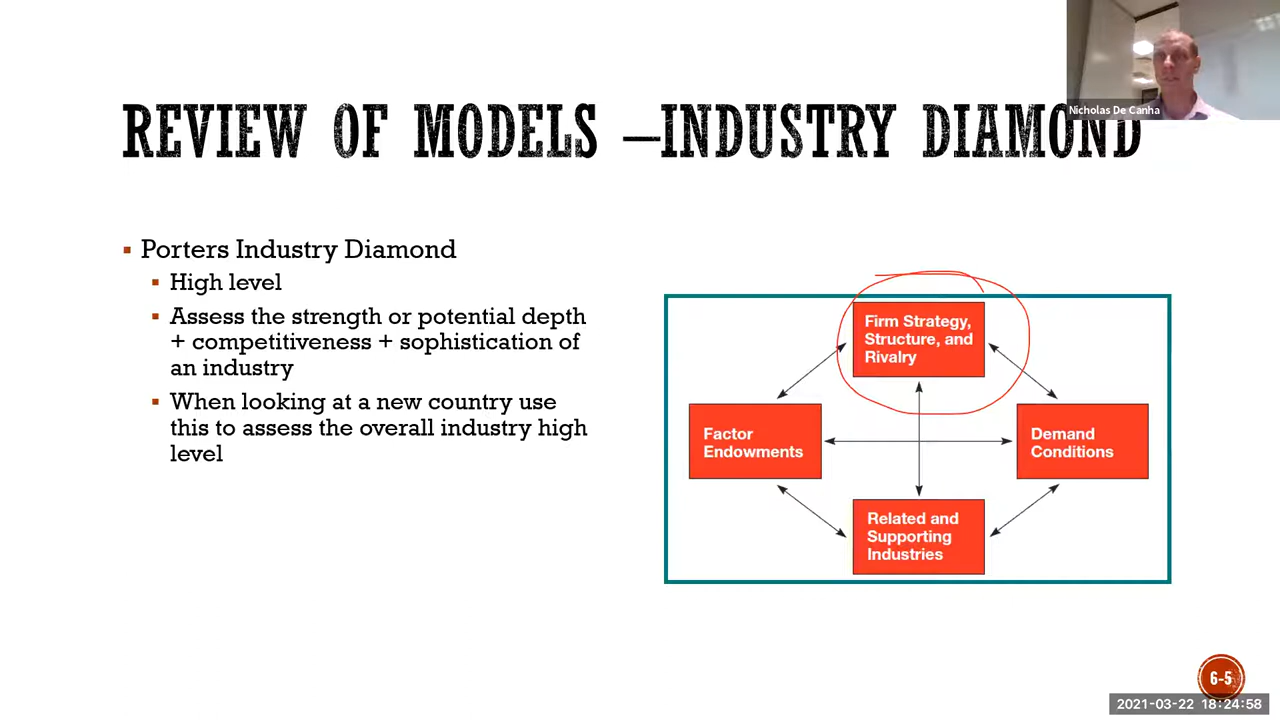 Nicholas De Canha
REVIEW OF MODELS –INDUSTRY DIAMOND
Porters Industry Diamond
High level
Assess the strength or potential depth
+ competitiveness + sophistication of
an industry
When looking at a new country use
this to assess the overall industry high
level
Firm Strategy,
Structure, and
Rivalry
Factor
Endowments
Demand
Conditions
Related and
Supporting
Industries
6-5
2021-03-22 18:24:58